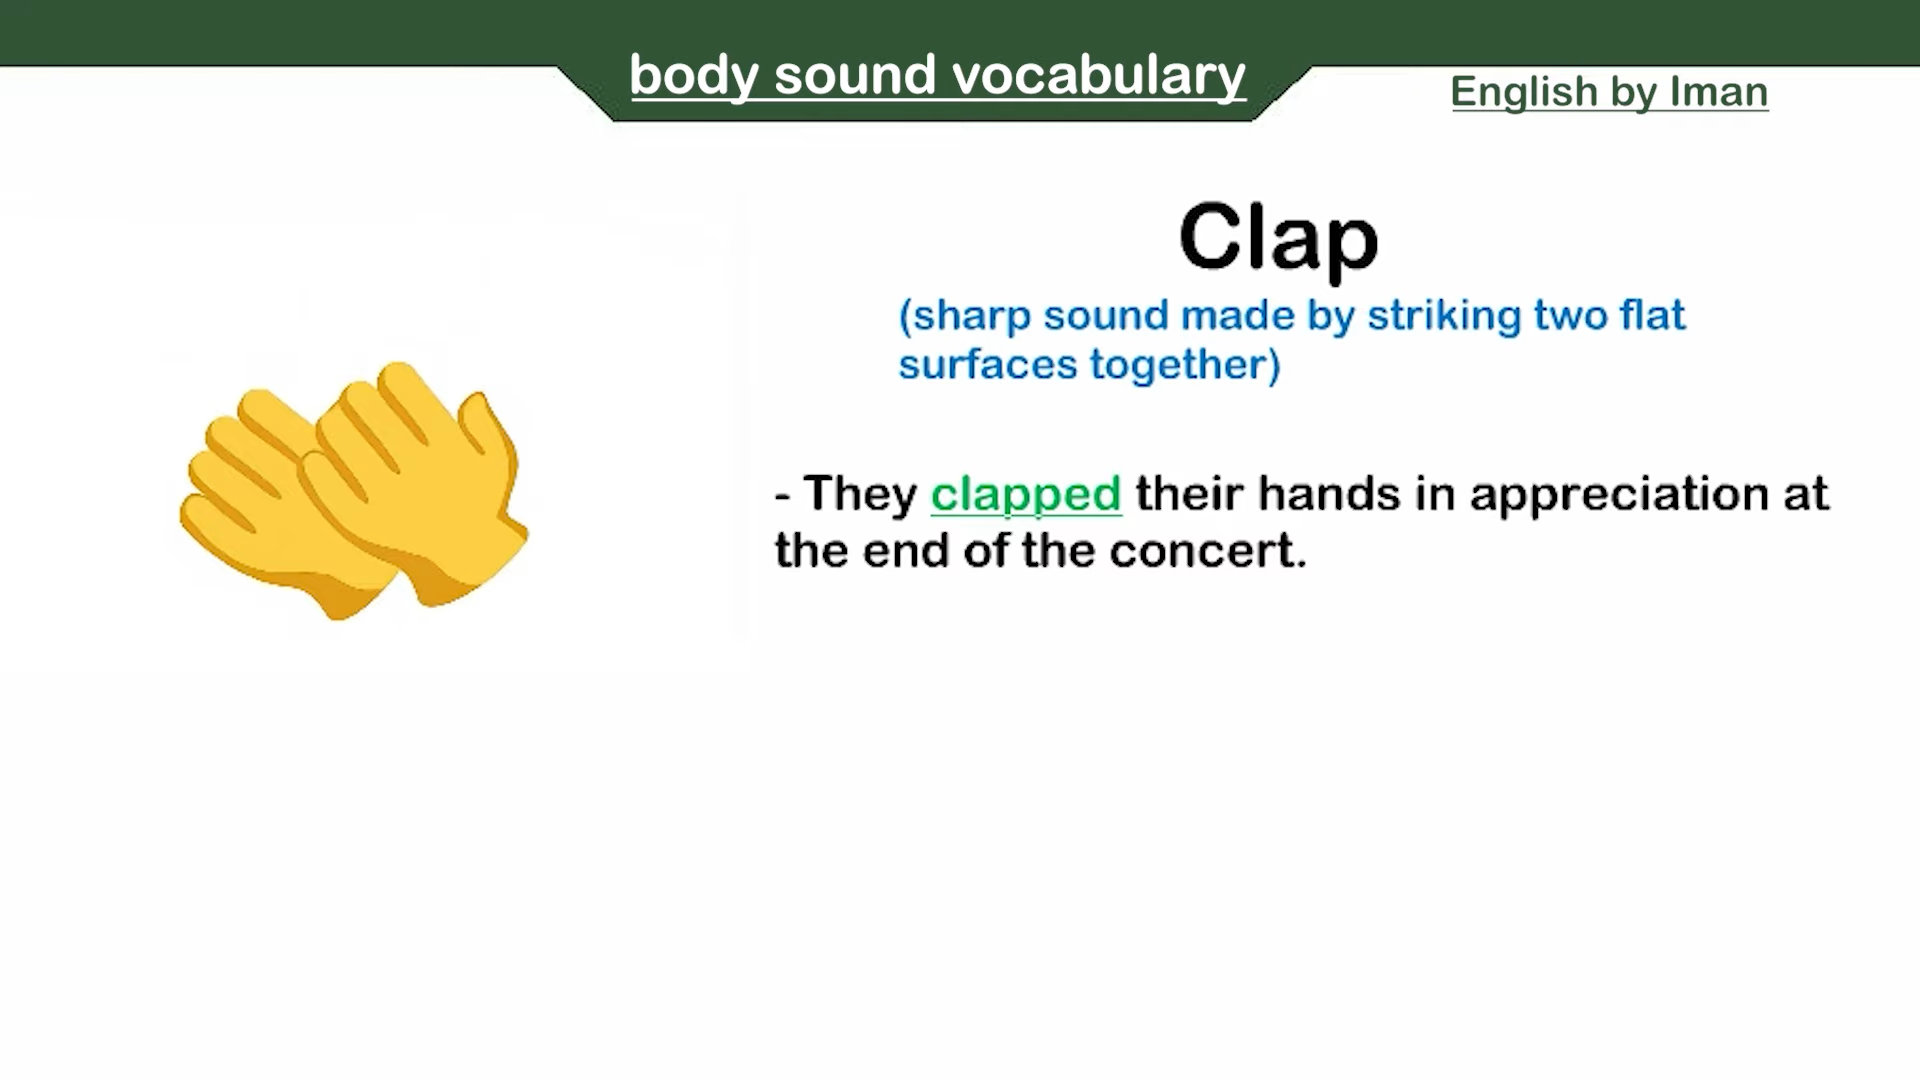 body sound vocabulary
English by Iman
Clap
(sharp sound made by striking two flat
surfaces together)
- They clapped their hands in appreciation at
the end of the concert.